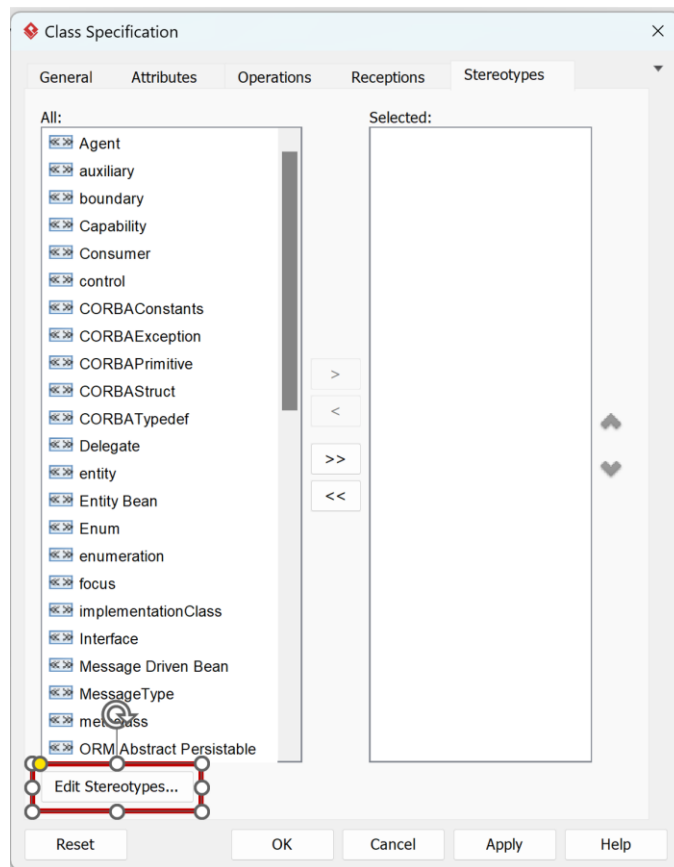 Class Specification
General Attributes Operations Receptions Stereotypes
All:
Selected:
Agent
auxiliary
boundary
Capability
Consumer
control
CORBAConstants
CORBAException
CORBAPrimitive
CORBAStruct
CORBATypedef
Delegate
entity
Entity Bean
Enum
enumeration
focus
implementationClass
Interface
Message Driven Bean
MessageType
metaclass
ORM Abstract Persistable
>
<
>>
<<
Edit Stereotypes...
Reset OK Cancel Apply Help